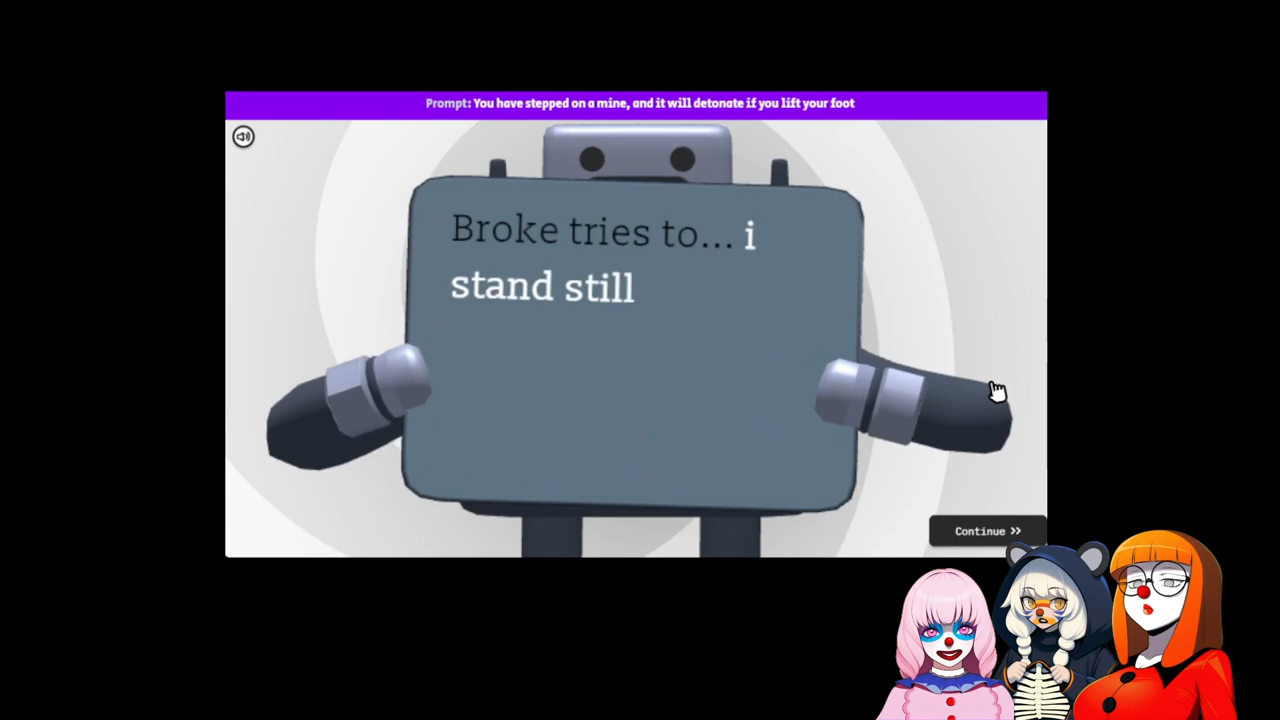 Prompt: You have stepped on a mine, and it will detonate if you lift your foot
Broke tries to... i
stand still
Continue >>